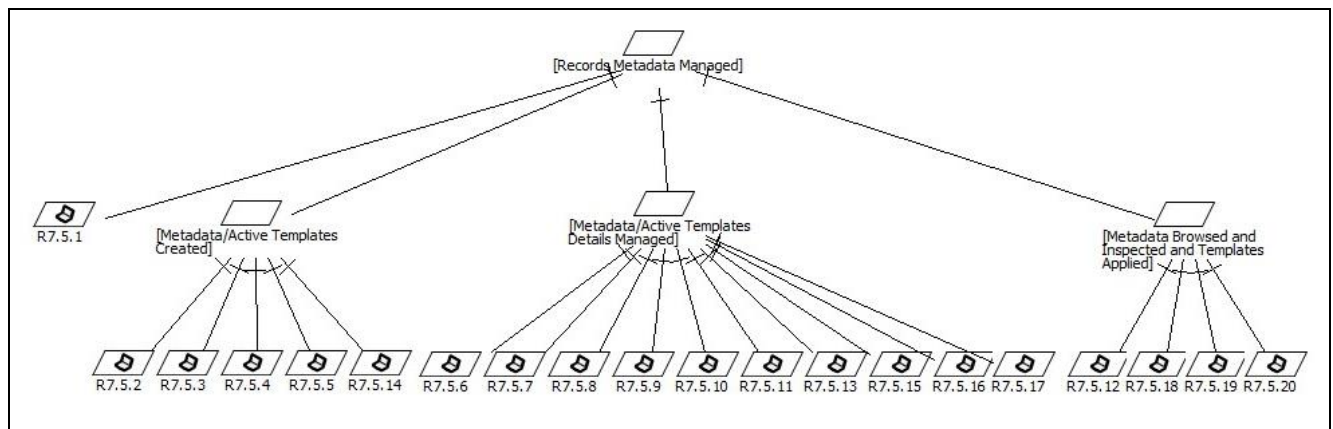 [Records Metadata Managed]
R7.5.1
[Metadata/Active Templates
Created]
[Metadata/Active Templates
Details Managed]
[Metadata Browsed and
Inspected and Templates
Applied]
R7.5.2
R7.5.3
R7.5.4
R7.5.5
R7.5.14
R7.5.6
R7.5.7
R7.5.8
R7.5.9
R7.5.10
R7.5.11
R7.5.13
R7.5.15
R7.5.16
R7.5.17
R7.5.12
R7.5.18
R7.5.19
R7.5.20